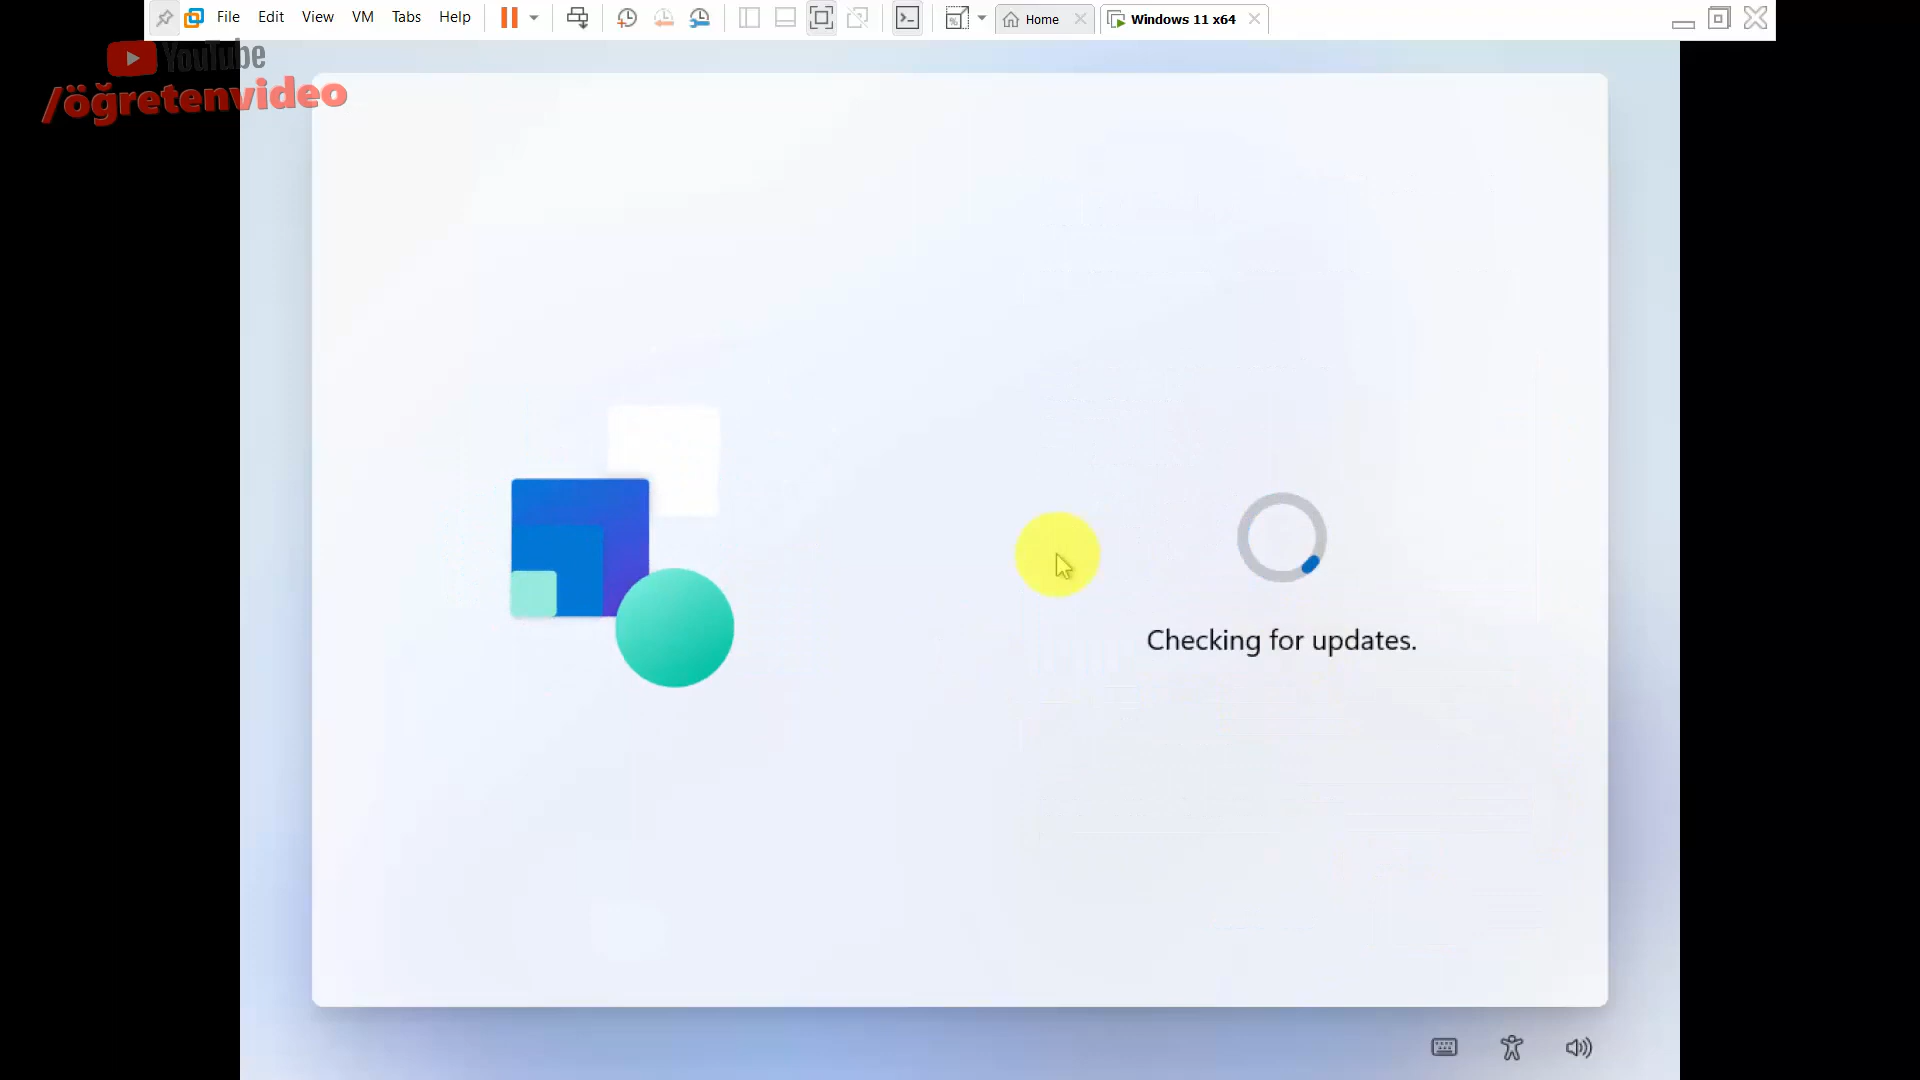 File Edit View VM Tabs Help Home Windows 11 x64
YouTube
/öğretenvideo
Checking for updates.